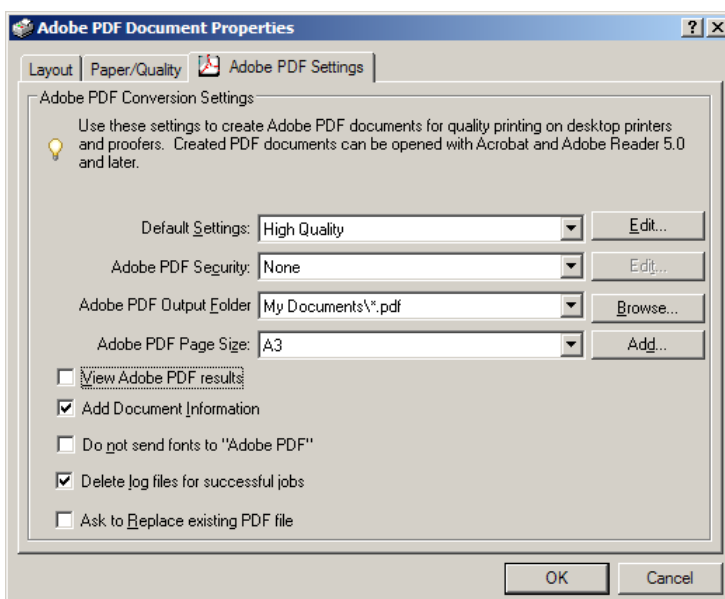 Adobe PDF Document Properties
Layout Paper/Quality Adobe PDF Settings
Adobe PDF Conversion Settings
Use these settings to create Adobe PDF documents for quality printing on desktop printers
and proofers. Created PDF documents can be opened with Acrobat and Adobe Reader 5.0
and later.
Default Settings: High Quality Edit...
Adobe PDF Security: None Edit...
Adobe PDF Output Folder My Documents\*.pdf Browse...
Adobe PDF Page Size: A3 Add...
View Adobe PDF results
Add Document Information
Do not send fonts to "Adobe PDF"
Delete log files for successful jobs
Ask to Replace existing PDF file
OK Cancel